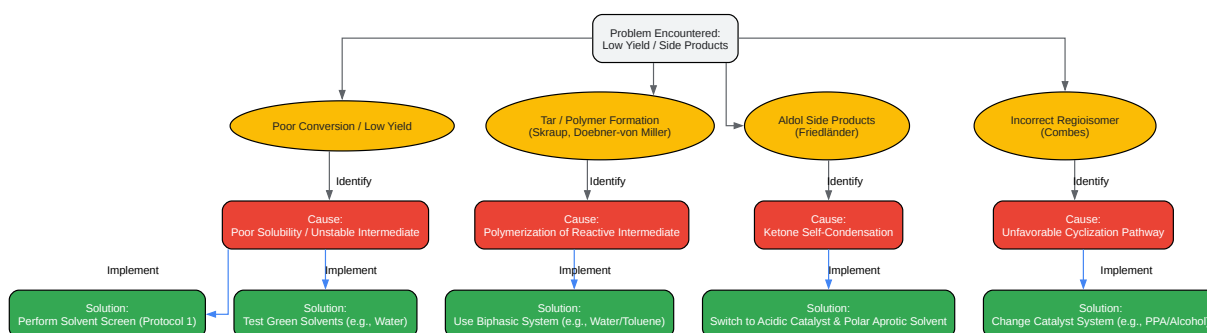 Problem Encountered:
Low Yield / Side Products
Poor Conversion / Low Yield
Tar / Polymer Formation
(Skraup, Doebner-von Miller)
Aldol Side Products
(Friedländer)
Incorrect Regioisomer
(Combes)
Identify
Identify
Identify
Identify
Cause:
Poor Solubility / Unstable Intermediate
Cause:
Polymerization of Reactive Intermediate
Cause:
Ketone Self-Condensation
Cause:
Unfavorable Cyclization Pathway
Implement
Implement
Implement
Implement
Implement
Solution:
Perform Solvent Screen (Protocol 1)
Solution:
Test Green Solvents (e.g., Water)
Solution:
Use Biphasic System (e.g., Water/Toluene)
Solution:
Switch to Acidic Catalyst & Polar Aprotic Solvent
Solution:
Change Catalyst System (e.g., PPA/Alcohol)